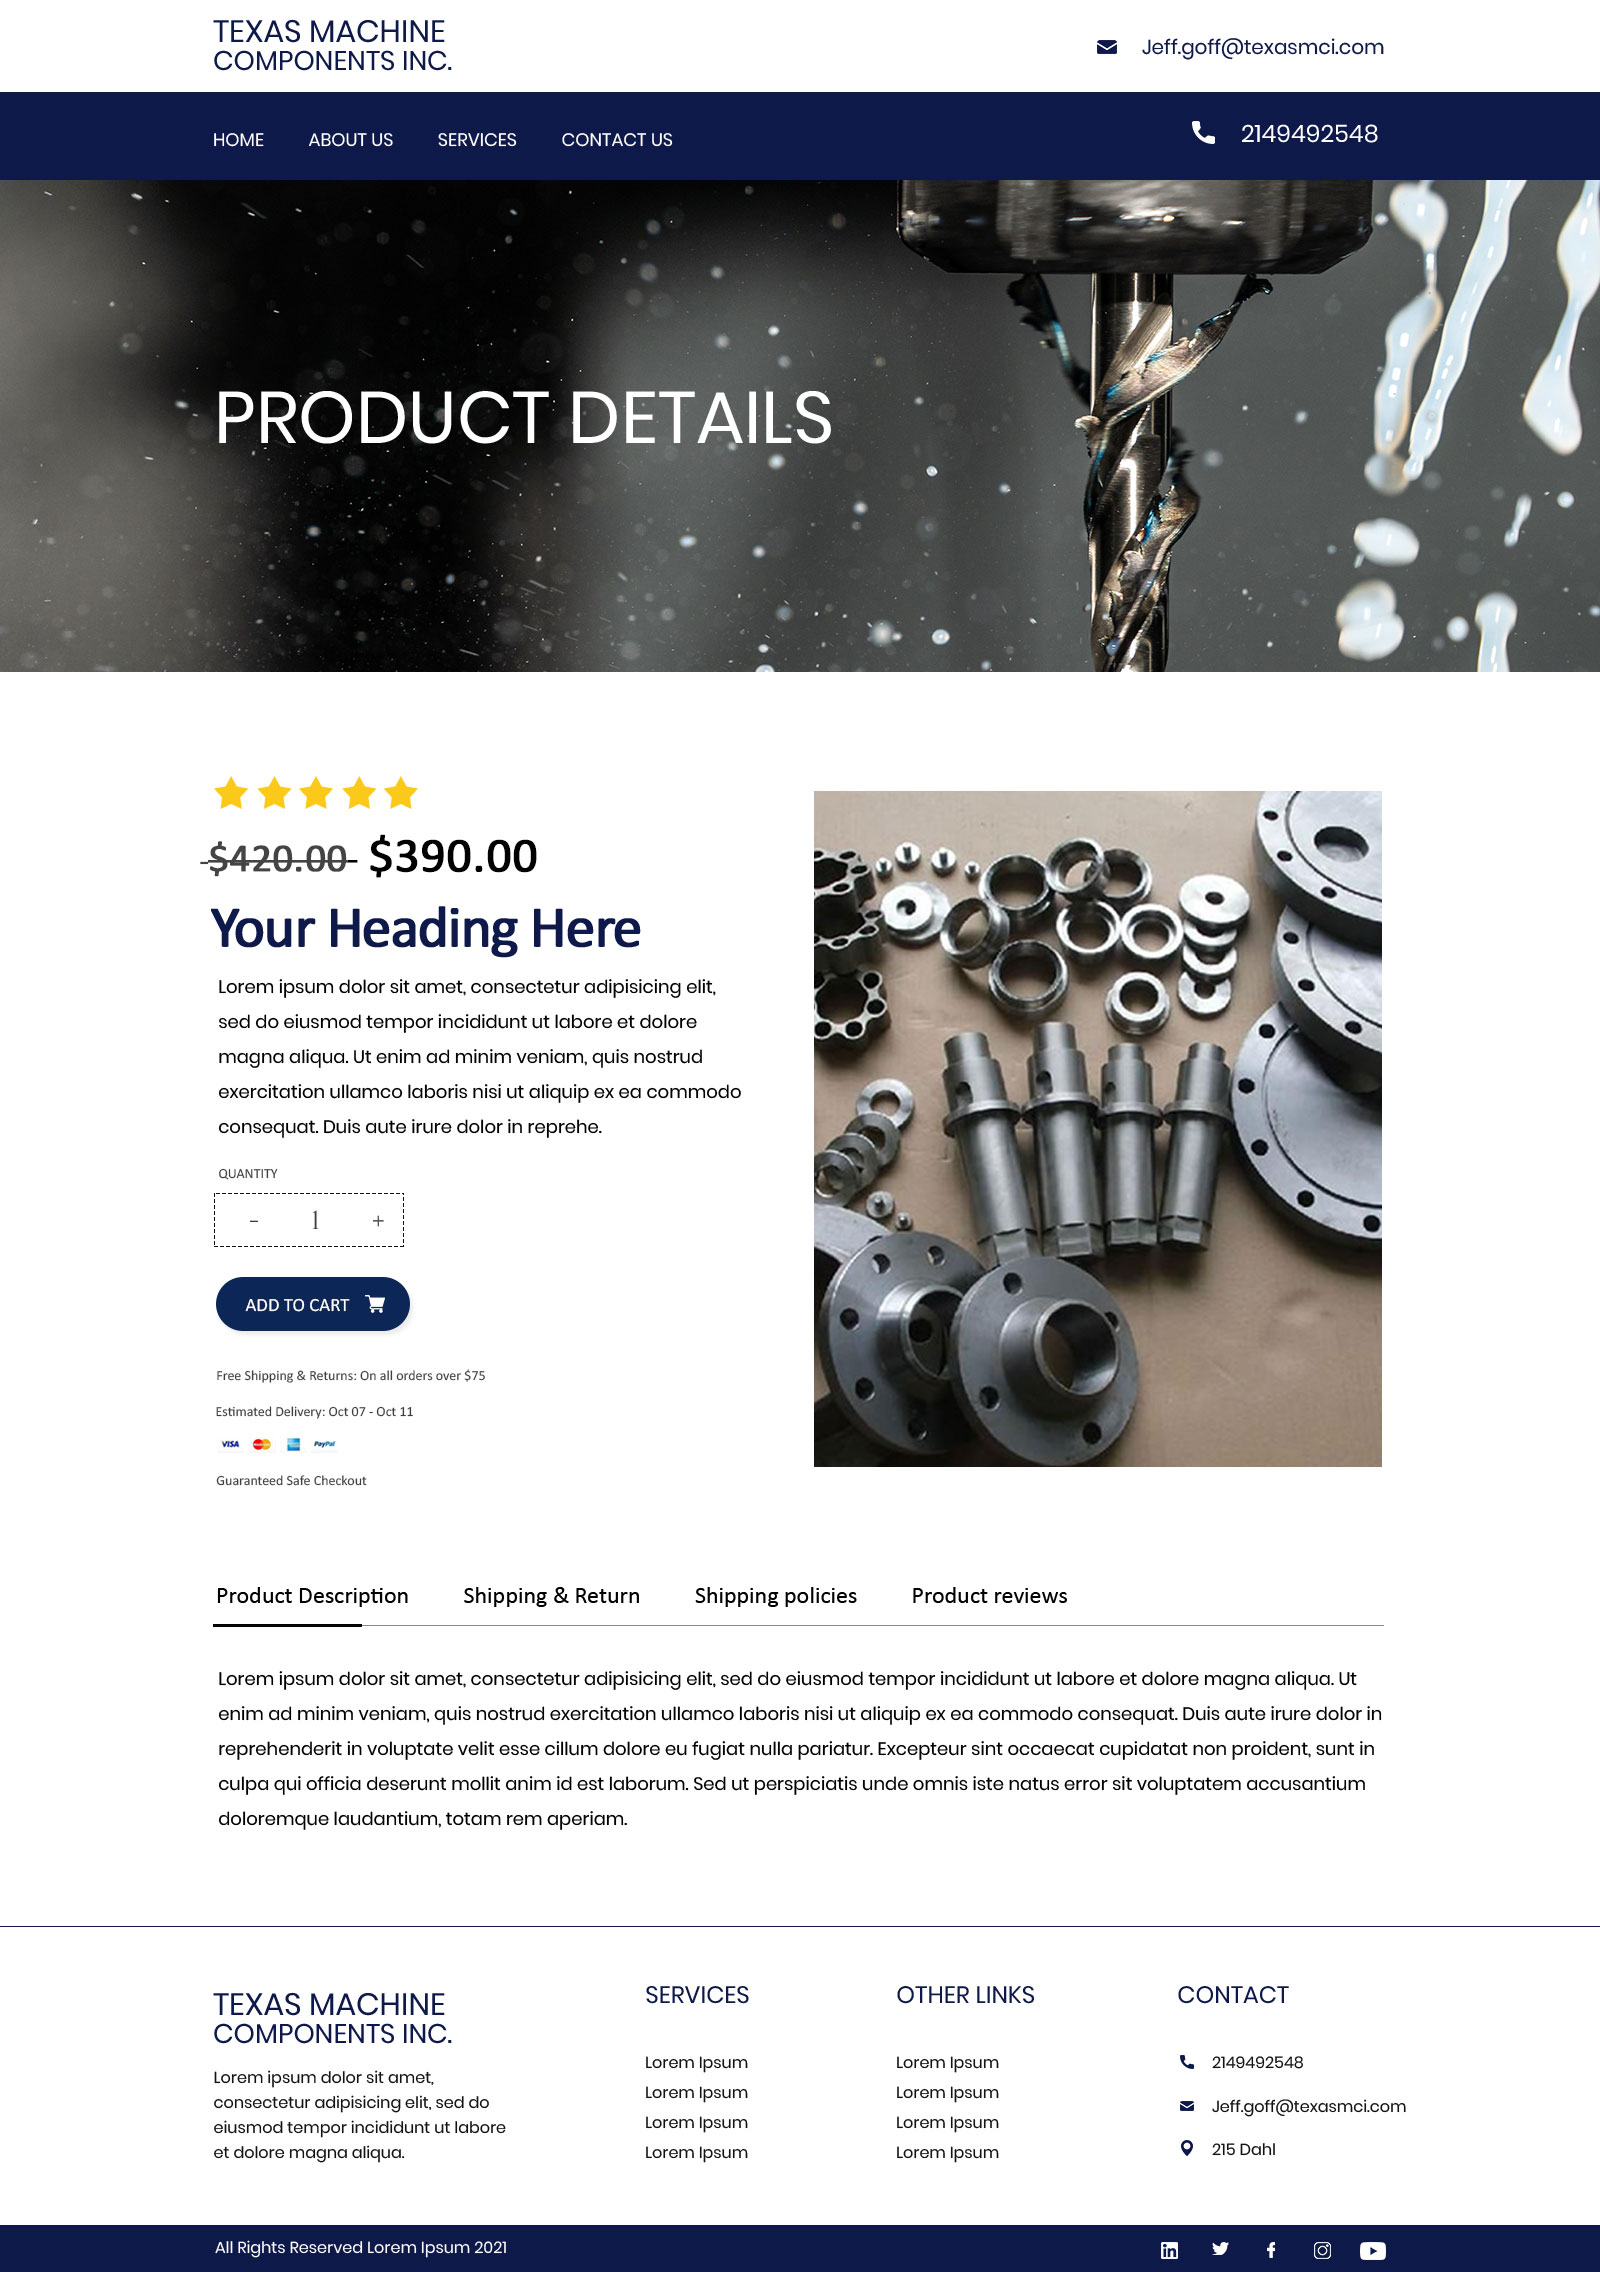 TEXAS MACHINE
COMPONENTS INC.
Jeff.goff@texasmci.com
HOME ABOUT US SERVICES CONTACT US
2149492548
PRODUCT DETAILS
$420.00 $390.00
Your Heading Here
Lorem ipsum dolor sit amet, consectetur adipisicing elit,
sed do eiusmod tempor incididunt ut labore et dolore
magna aliqua. Ut enim ad minim veniam, quis nostrud
exercitation ullamco laboris nisi ut aliquip ex ea commodo
consequat. Duis aute irure dolor in reprehe.
QUANTITY
- 1 +
ADD TO CART
Free Shipping & Returns: On all orders over $75
Estimated Delivery: Oct 07 - Oct 11
VISA PayPal
Guaranteed Safe Checkout
Product Description Shipping & Return Shipping policies Product reviews
Lorem ipsum dolor sit amet, consectetur adipisicing elit, sed do eiusmod tempor incididunt ut labore et dolore magna aliqua. Ut
enim ad minim veniam, quis nostrud exercitation ullamco laboris nisi ut aliquip ex ea commodo consequat. Duis aute irure dolor in
reprehenderit in voluptate velit esse cillum dolore eu fugiat nulla pariatur. Excepteur sint occaecat cupidatat non proident, sunt in
culpa qui officia deserunt mollit anim id est laborum. Sed ut perspiciatis unde omnis iste natus error sit voluptatem accusantium
doloremque laudantium, totam rem aperiam.
TEXAS MACHINE
COMPONENTS INC.
Lorem ipsum dolor sit amet,
consectetur adipisicing elit, sed do
eiusmod tempor incididunt ut labore
et dolore magna aliqua.
SERVICES
Lorem Ipsum
Lorem Ipsum
Lorem Ipsum
Lorem Ipsum
OTHER LINKS
Lorem Ipsum
Lorem Ipsum
Lorem Ipsum
Lorem Ipsum
CONTACT
2149492548
Jeff.goff@texasmci.com
215 Dahl
All Rights Reserved Lorem Ipsum 2021